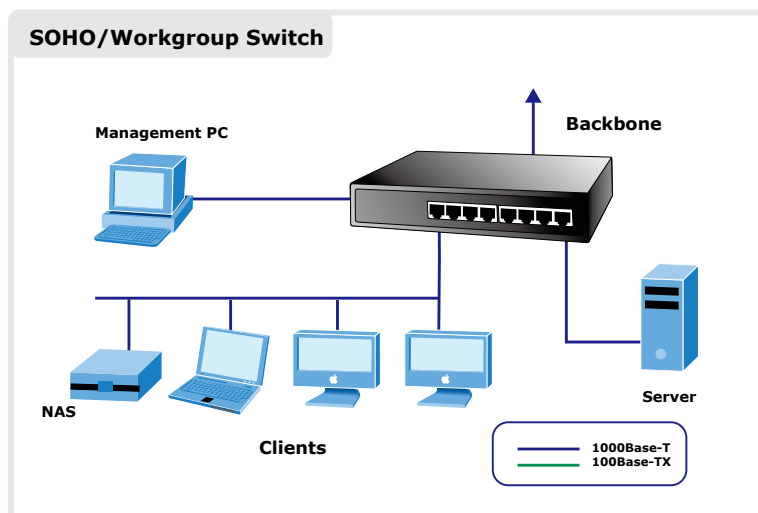 SOHO/Workgroup Switch
Backbone
Management PC
Server
NAS
Clients
1000Base-T
100Base-TX